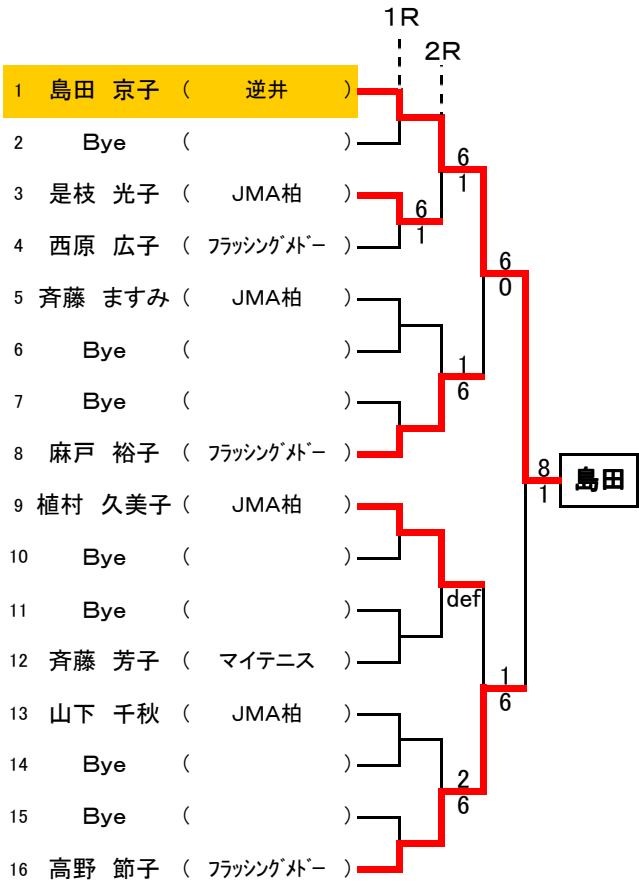 1R
2R
1 島田 京子 ( 逆井 )
2 Bye ( )
6
1
3 是枝 光子 ( JMA柏 )
6
1
4 西原 広子 ( フラッシングメドー )
6
0
5 斉藤 ますみ ( JMA柏 )
6 Bye ( )
1
6
7 Bye ( )
8 麻戸 裕子 ( フラッシングメドー )
8
1
島田
9 植村 久美子 ( JMA柏 )
10 Bye ( )
def
11 Bye ( )
12 斉藤 芳子 ( マイテニス )
1
6
13 山下 千秋 ( JMA柏 )
14 Bye ( )
2
6
15 Bye ( )
16 高野 節子 ( フラッシングメドー )